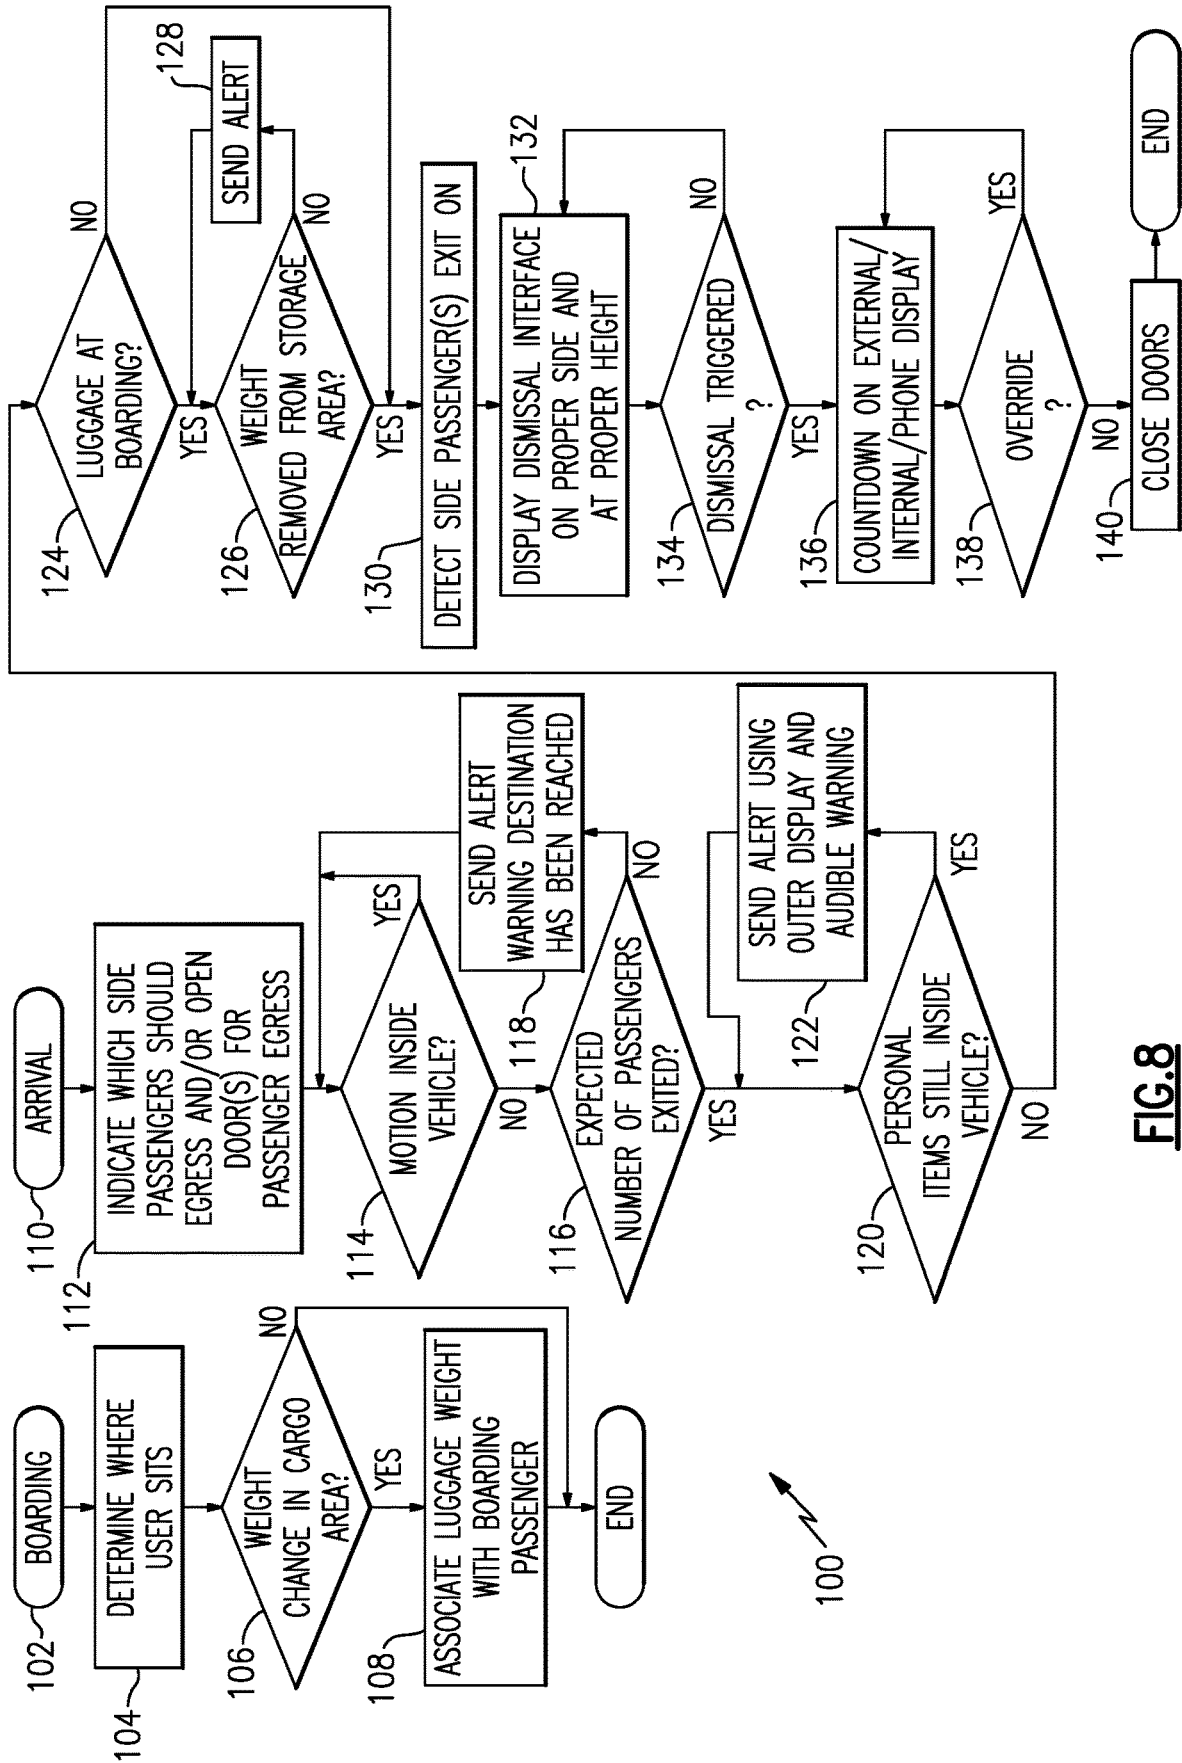 102
BOARDING
104
DETERMINE WHERE
USER SITS
106
WEIGHT
CHANGE IN CARGO
AREA?
NO
YES
108
ASSOCIATE LUGGAGE WEIGHT
WITH BOARDING
PASSENGER
END
100
110
ARRIVAL
112
INDICATE WHICH SIDE
PASSENGERS SHOULD
EGRESS AND/OR OPEN
DOOR(S) FOR
PASSENGER EGRESS
114
MOTION INSIDE
VEHICLE?
YES
NO
116
EXPECTED
NUMBER OF PASSENGERS
EXITED?
NO
YES
118
SEND ALERT
WARNING DESTINATION
HAS BEEN REACHED
120
PERSONAL
ITEMS STILL INSIDE
VEHICLE?
YES
NO
122
SEND ALERT USING
OUTER DISPLAY AND
AUDIBLE WARNING
124
LUGGAGE AT
BOARDING?
NO
YES
126
WEIGHT
REMOVED FROM STORAGE
AREA?
NO
YES
128
SEND ALERT
130
DETECT SIDE PASSENGER(S) EXIT ON
132
DISPLAY DISMISSAL INTERFACE
ON PROPER SIDE AND
AT PROPER HEIGHT
134
DISMISSAL TRIGGERED
?
NO
YES
136
COUNTDOWN ON EXTERNAL/
INTERNAL/PHONE DISPLAY
138
OVERRIDE
?
YES
NO
140
CLOSE DOORS
END
FIG.8